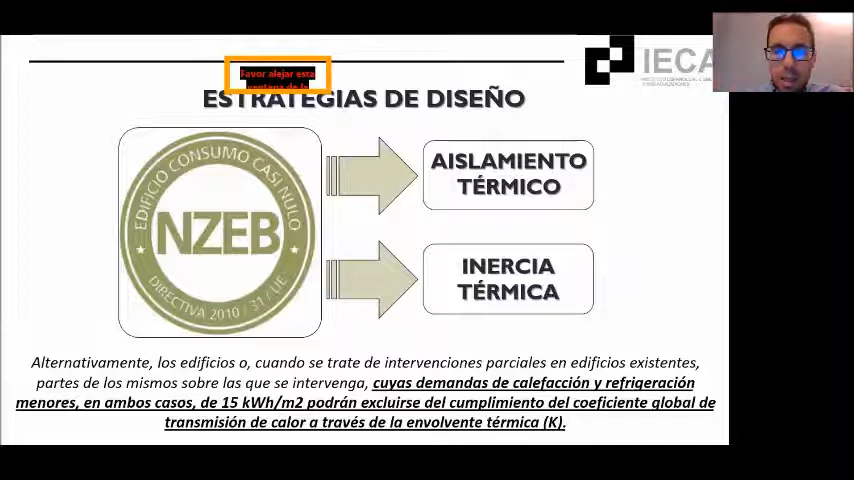 IECA
Favor alejar esta
ventana de la
ESTRATEGIAS DE DISEÑO
EDIFICIO CONSUMO CASI NULO
NZEB
DIRECTIVA 2010 / 31 / UE
AISLAMIENTO
TÉRMICO
INERCIA
TÉRMICA
Alternativamente, los edificios o, cuando se trate de intervenciones parciales en edificios existentes,
partes de los mismos sobre las que se intervenga, cuyas demandas de calefacción y refrigeración
menores, en ambos casos, de 15 kWh/m2 podrán excluirse del cumplimiento del coeficiente global de
transmisión de calor a través de la envolvente térmica (K).